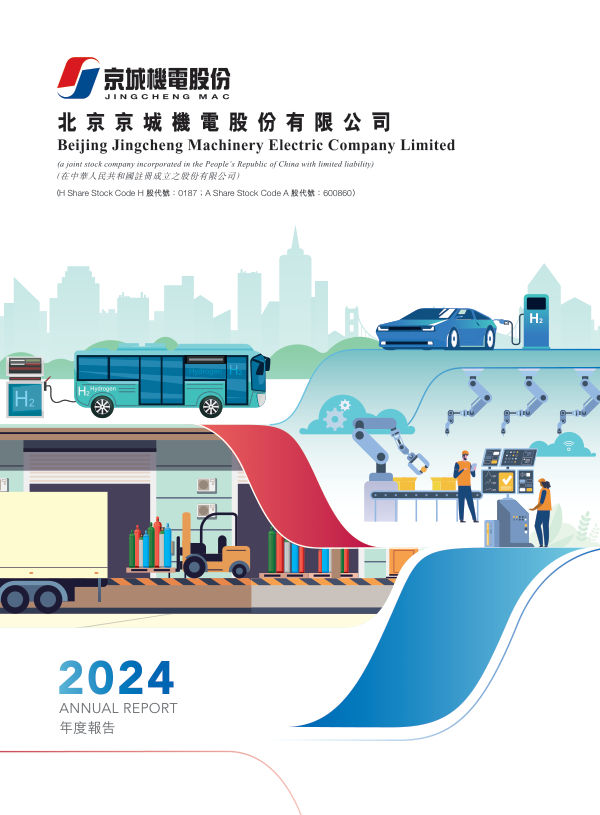 京城機電股份
JINGCHENG MAC
北京京城機電股份有限公司
Beijing Jingcheng Machinery Electric Company Limited
(a joint stock company incorporated in the People's Republic of China with limited liability)
(在中華人民共和國註冊成立之股份有限公司)
(H Share Stock Code H 股代號：0187；A Share Stock Code A 股代號：600860)
H2
H2
H2 Hydrogen
Hydrogen H2
2024
ANNUAL REPORT
年度報告